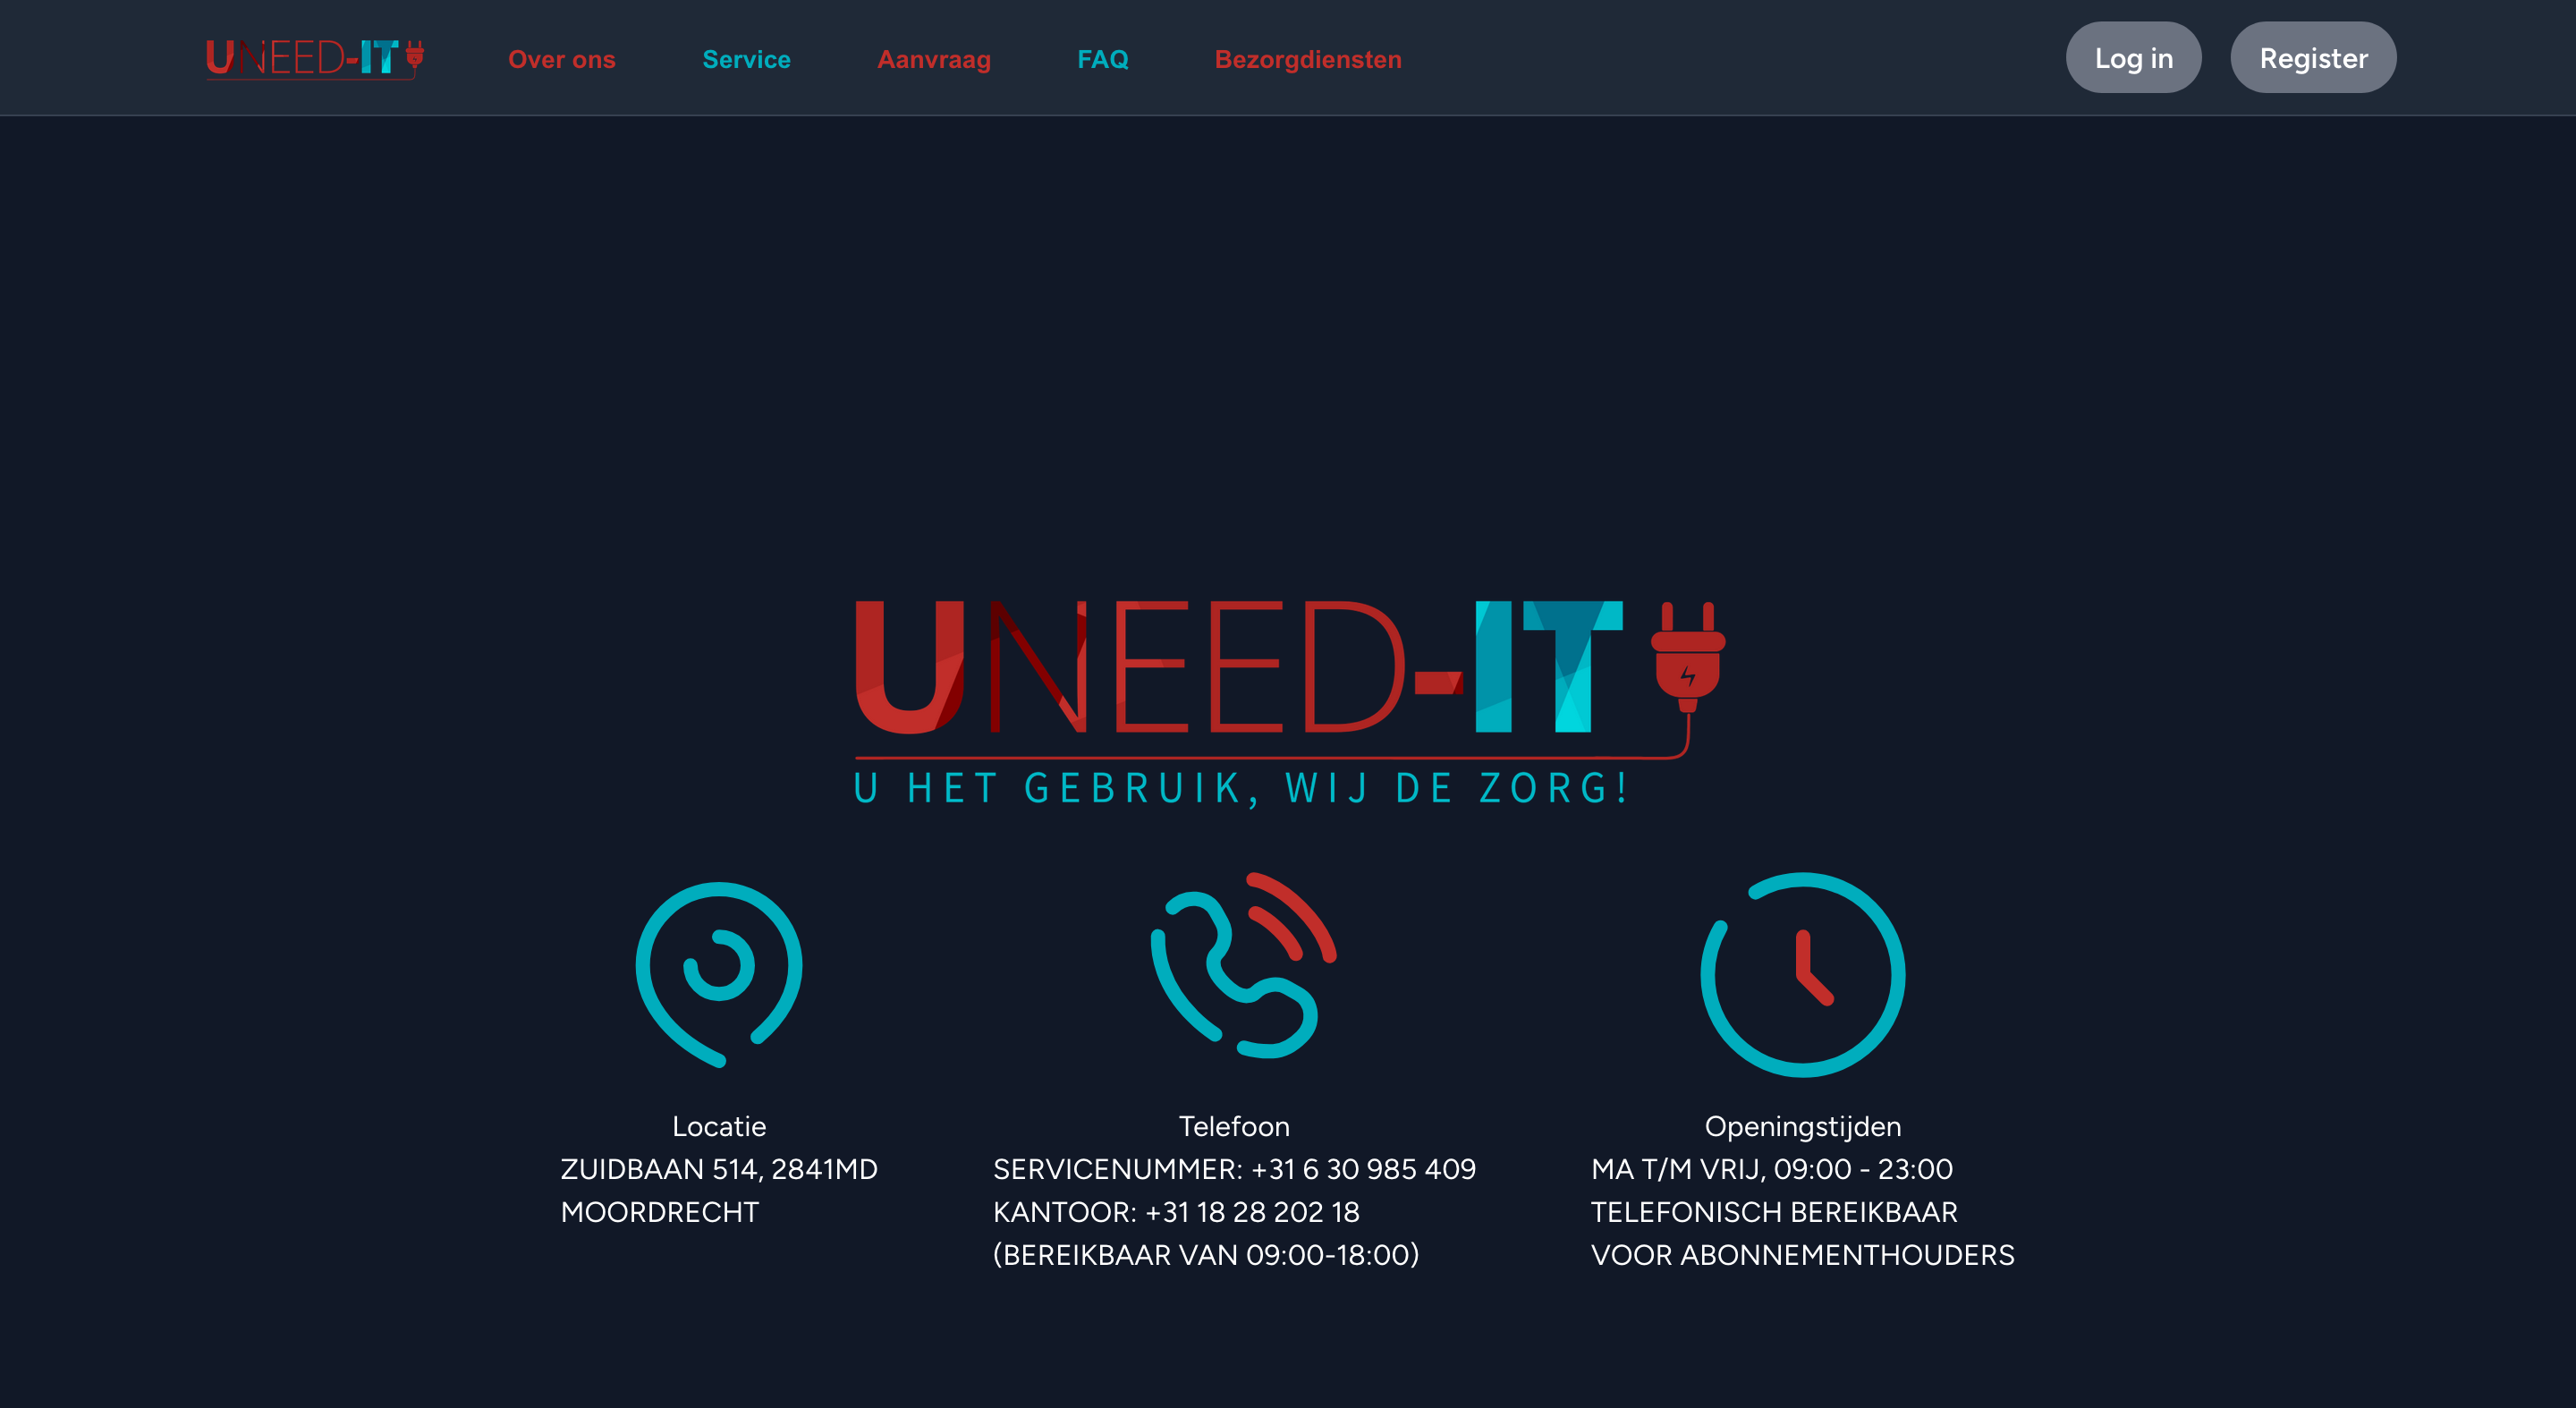 UNEED-IT
Over ons
Service
Aanvraag
FAQ
Bezorgdiensten
Log in
Register
UNEED-IT
U HET GEBRUIK, WIJ DE ZORG!
Locatie
ZUIDBAAN 514, 2841MD
MOORDRECHT
Telefoon
SERVICENUMMER: +31 6 30 985 409
KANTOOR: +31 18 28 202 18
(BEREIKBAAR VAN 09:00-18:00)
Openingstijden
MA T/M VRIJ, 09:00 - 23:00
TELEFONISCH BEREIKBAAR
VOOR ABONNEMENTHOUDERS